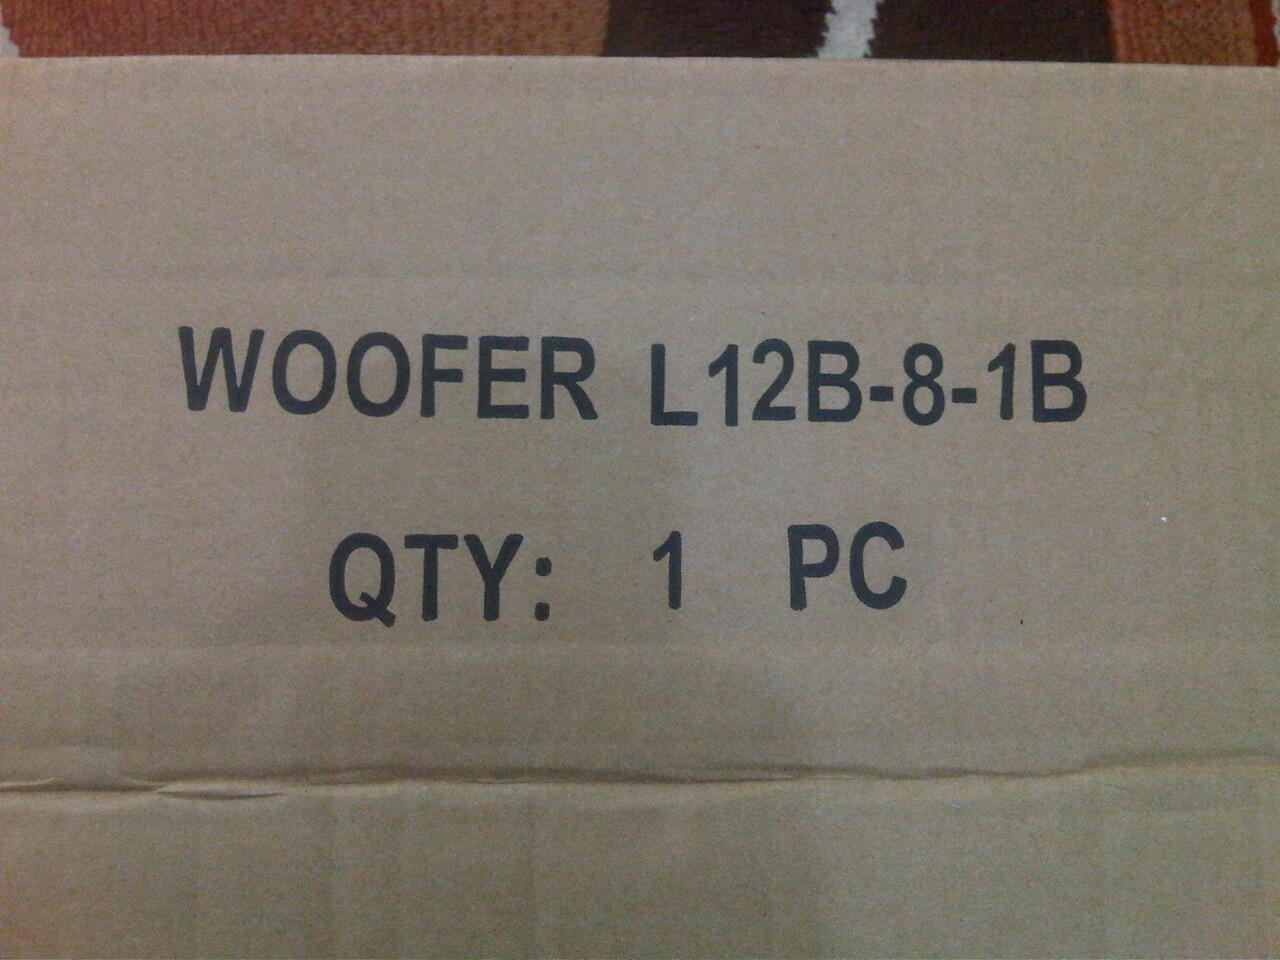 WOOFER L12B-8-1B
QTY: 1 PC